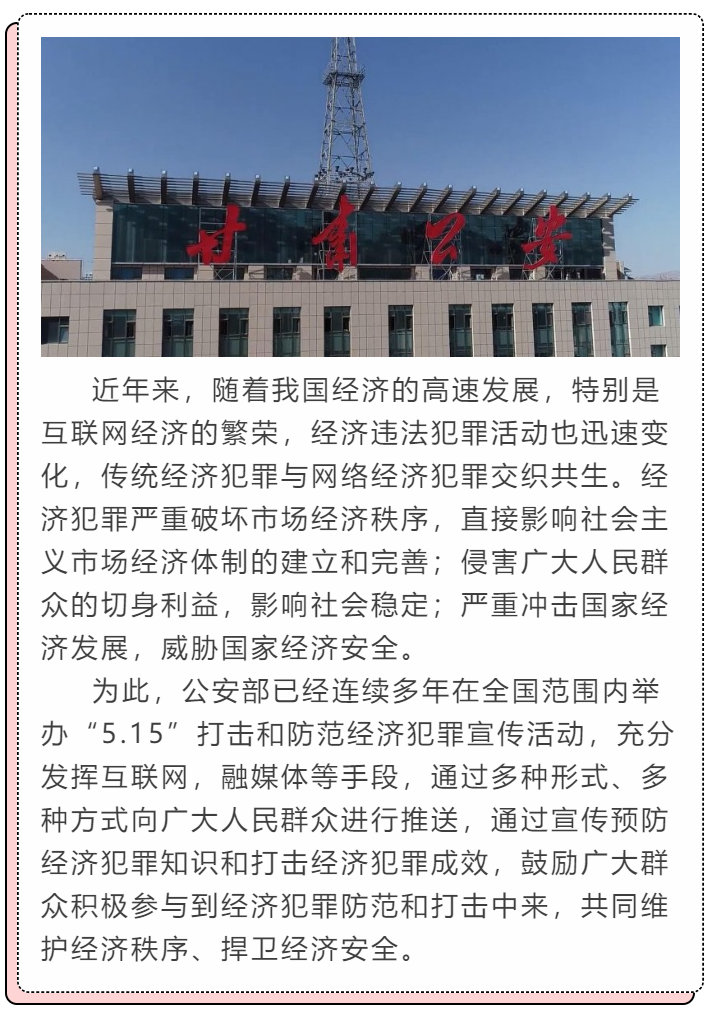 甘肃公安
近年来，随着我国经济的高速发展，特别是
互联网经济的繁荣，经济违法犯罪活动也迅速变
化，传统经济犯罪与网络经济犯罪交织共生。经
济犯罪严重破坏市场经济秩序，直接影响社会主
义市场经济体制的建立和完善；侵害广大人民群
众的切身利益，影响社会稳定；严重冲击国家经
济发展，威胁国家经济安全。
为此，公安部已经连续多年在全国范围内举
办“5.15”打击和防范经济犯罪宣传活动，充分
发挥互联网，融媒体等手段，通过多种形式、多
种方式向广大人民群众进行推送，通过宣传预防
经济犯罪知识和打击经济犯罪成效，鼓励广大群
众积极参与到经济犯罪防范和打击中来，共同维
护经济秩序、捍卫经济安全。